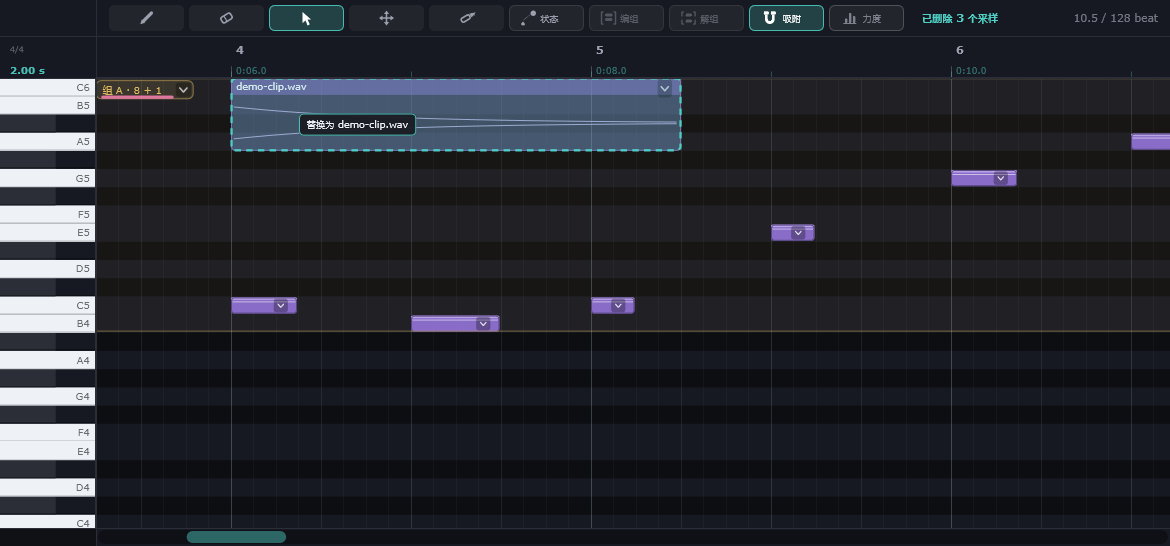 状态
编组
解组
吸附
力度
已删除 3 个采样
10.5 / 128 beat
4/4
4
5
6
2.00 s
0:06.0
0:08.0
0:10.0
C6
组 A · 8 + 1
demo-clip.wav
B5
替换为 demo-clip.wav
A5
G5
F5
E5
D5
C5
B4
A4
G4
F4
E4
D4
C4